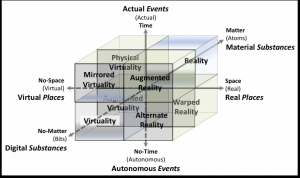 Actual Events
(Actual)
Time
Matter
(Atoms)
Material Substances
Physical
Virtuality
Reality
No-Space
(Virtual)
Virtual Places
Mirrored
Virtuality
Augmented
Reality
Space
(Real)
Real Places
Augmented
Virtuality
Warped
Reality
Virtuality
Alternate
Reality
No-Matter
(Bits)
Digital Substances
No-Time
(Autonomous)
Autonomous Events